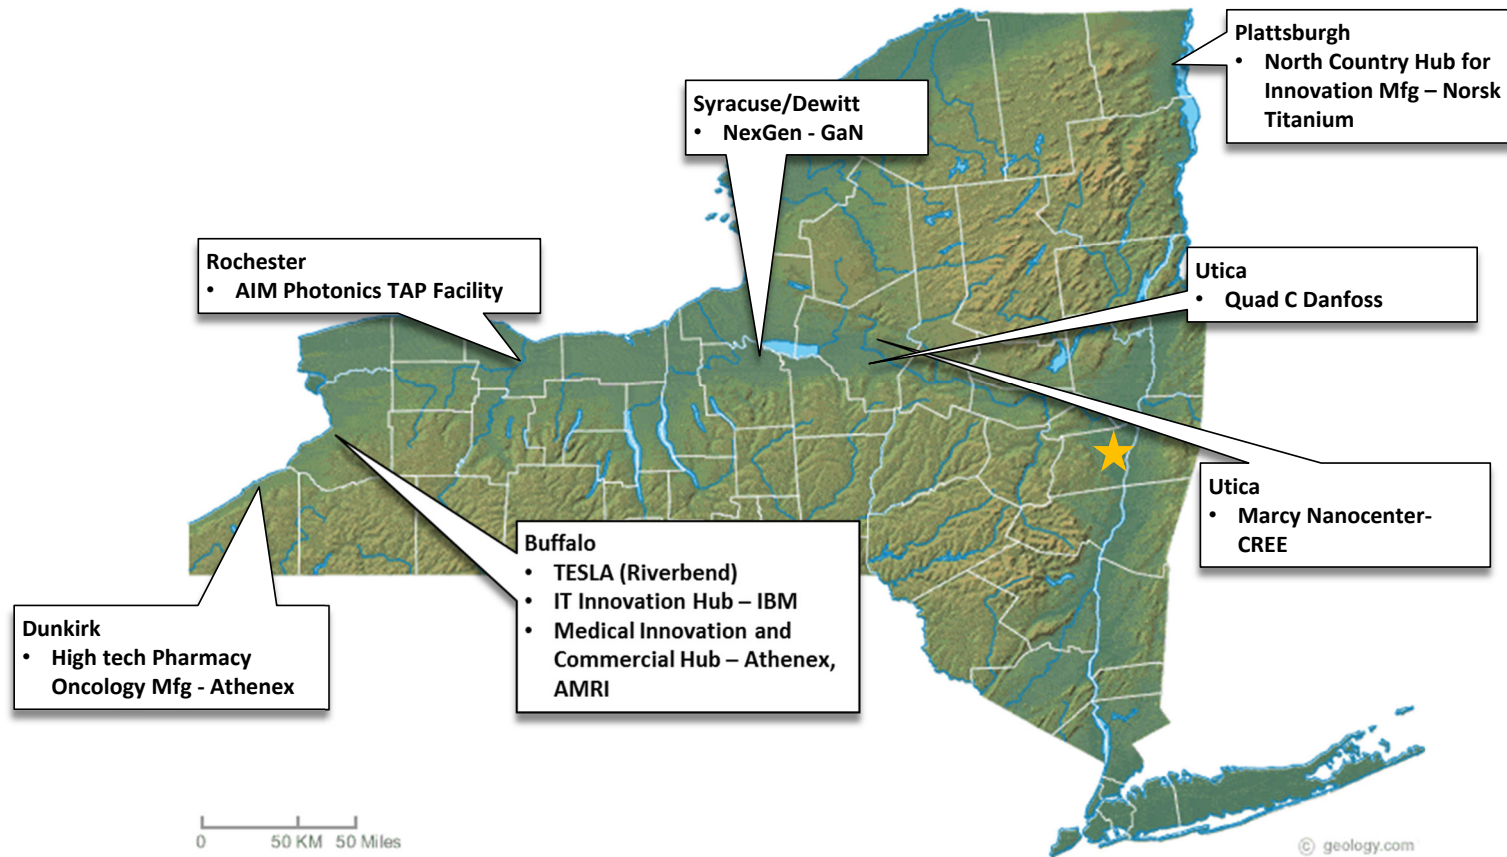 Plattsburgh
• North Country Hub for
Innovation Mfg – Norsk
Titanium
Syracuse/Dewitt
• NexGen - GaN
Rochester
• AIM Photonics TAP Facility
Utica
• Quad C Danfoss
Utica
• Marcy Nanocenter-
CREE
Buffalo
• TESLA (Riverbend)
• IT Innovation Hub – IBM
• Medical Innovation and
Commercial Hub – Athenex,
AMRI
Dunkirk
• High tech Pharmacy
Oncology Mfg - Athenex
0 50 KM 50 Miles
© geology.com